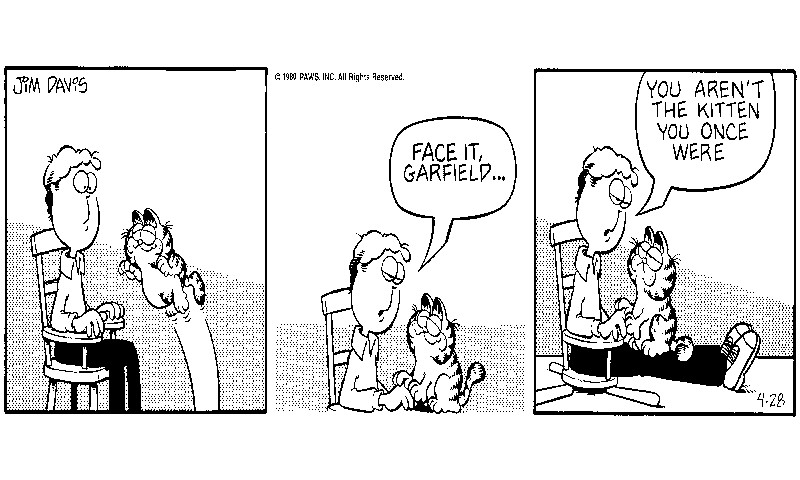 JIM DAVIS
© 1989 PAWS, INC. All Rights Reserved.
FACE IT,
GARFIELD...
YOU AREN'T
THE KITTEN
YOU ONCE
WERE
4-28